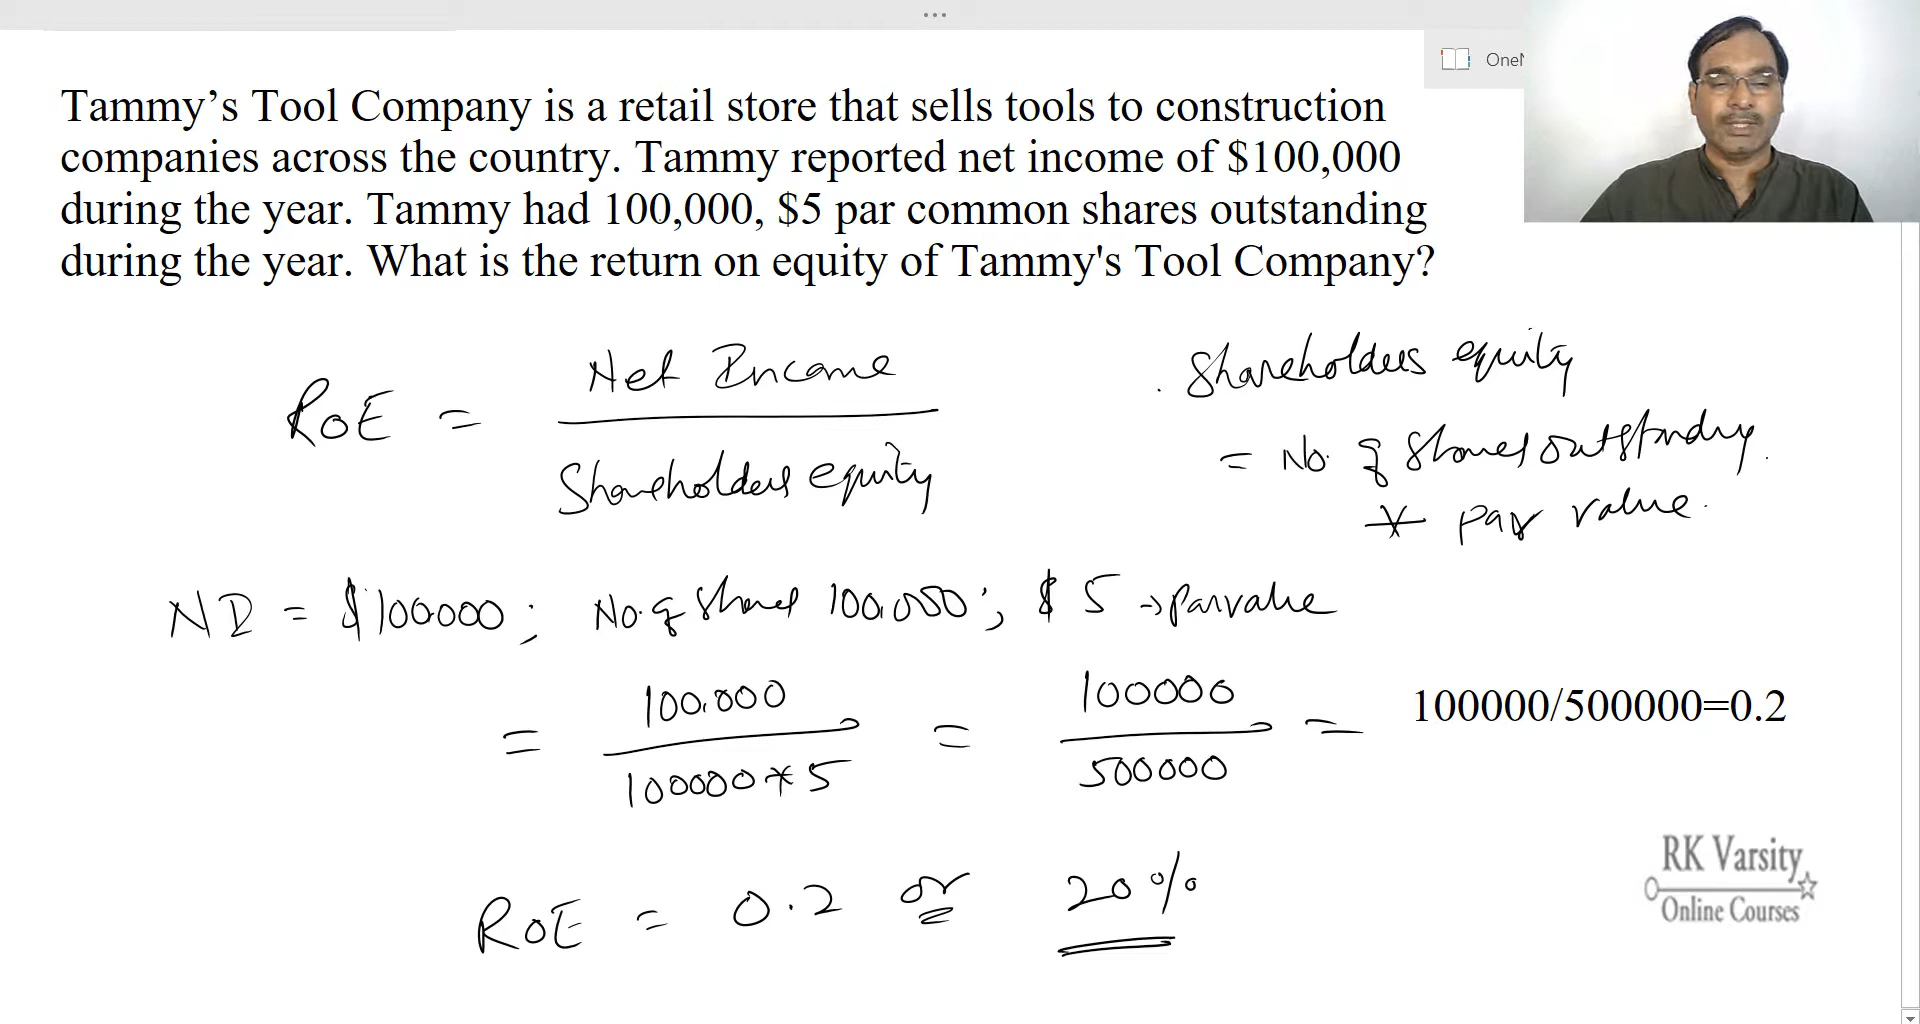 OneN
Tammy’s Tool Company is a retail store that sells tools to construction
companies across the country. Tammy reported net income of $100,000
during the year. Tammy had 100,000, $5 par common shares outstanding
during the year. What is the return on equity of Tammy's Tool Company?
ROE = Net Income
Shareholders equity
Shareholders equity
= No. of shares outstanding.
* par value.
NI = $100000; No. of shares 100,000; $5 → par value
= 100,000 = 100000 = 100000/500000=0.2
100000*5 500000
ROE = 0.2 or 20%
RK Varsity
Online Courses